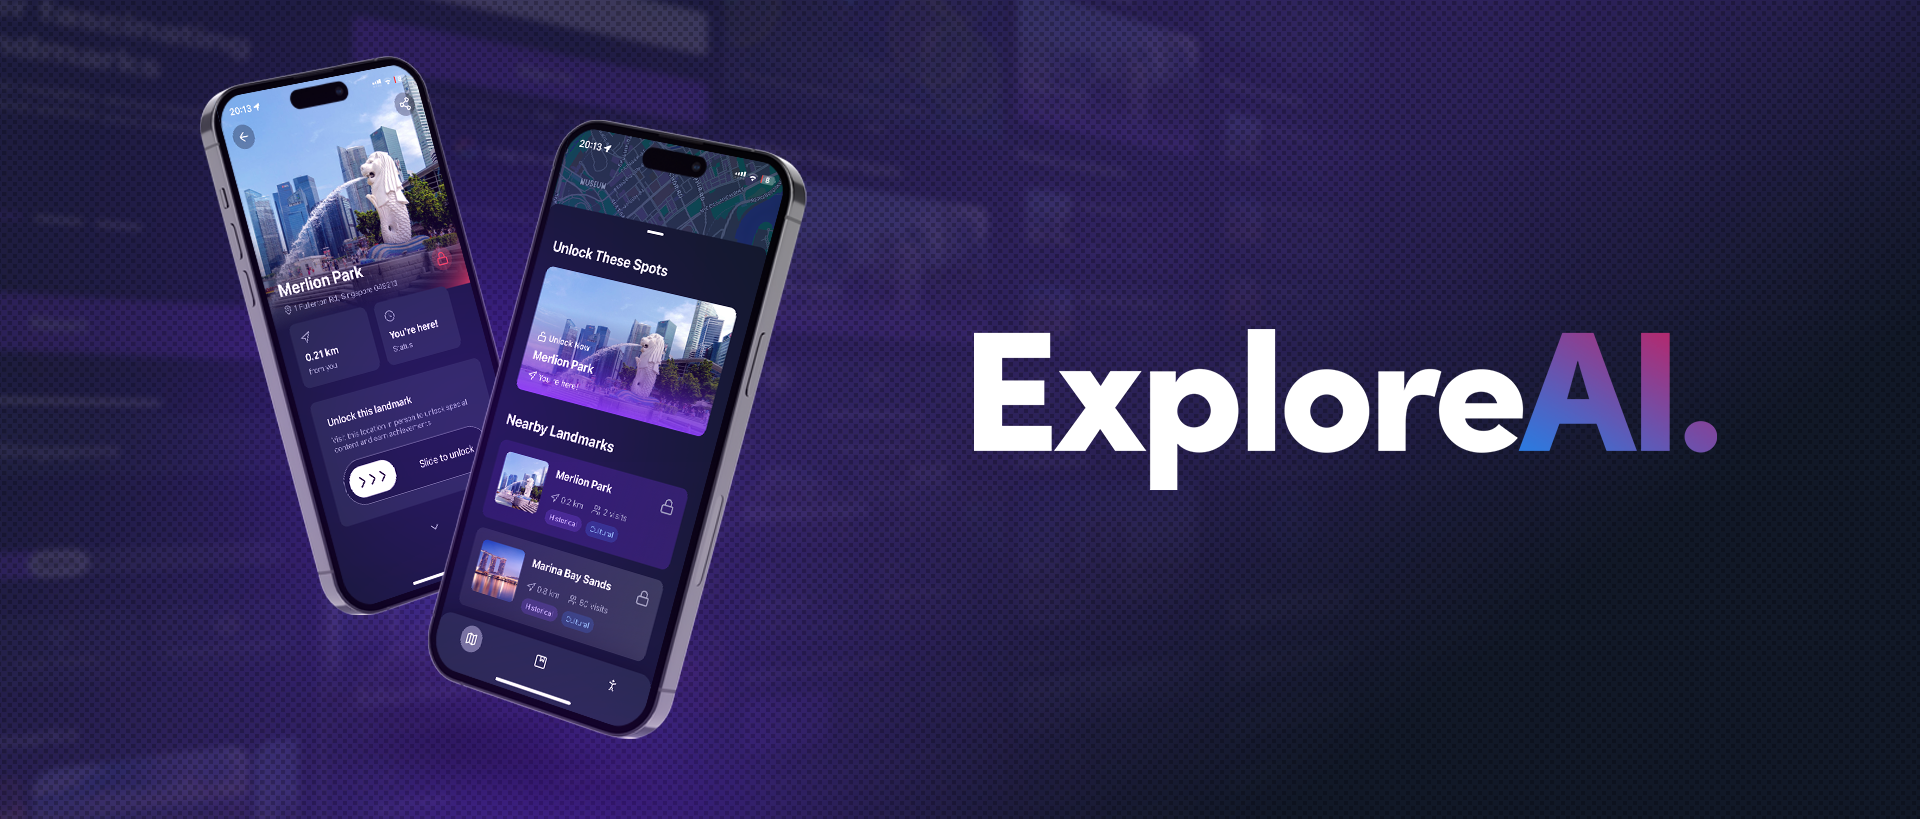 20:13
Merlion Park
1 Fullerton Rd, Singapore 049213
0.21 km
from you
You're here!
Status
Unlock this landmark
Visit this location in person to unlock special
content and earn achievements
Slide to unlock
20:13
8
MUSEUM
Unlock These Spots
Unlock Now
Merlion Park
You're here!
Nearby Landmarks
Merlion Park
0.2 km 2 visits
Historical Cultural
Marina Bay Sands
0.8 km 60 visits
Historical Cultural
ExploreAI.